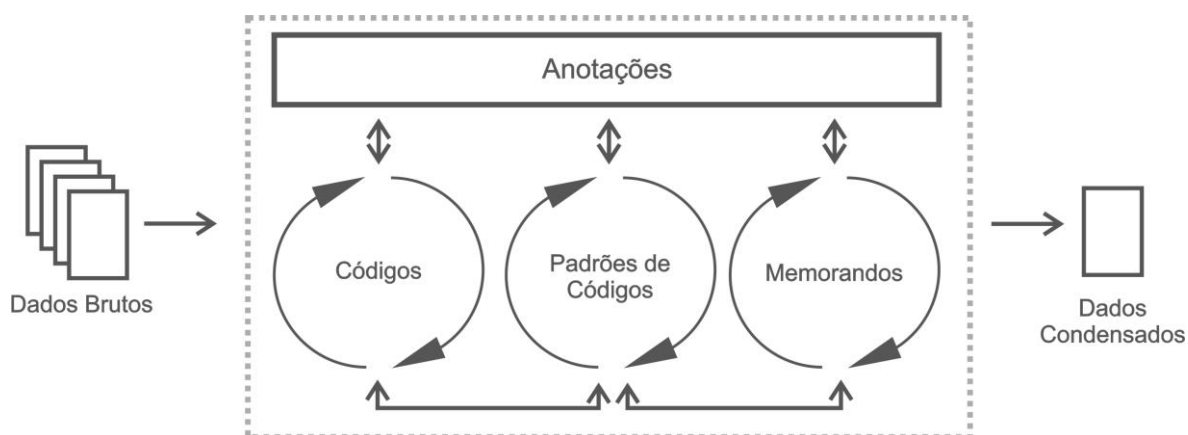 Anotações
Dados Brutos
Códigos
Padrões de
Códigos
Memorandos
Dados
Condensados